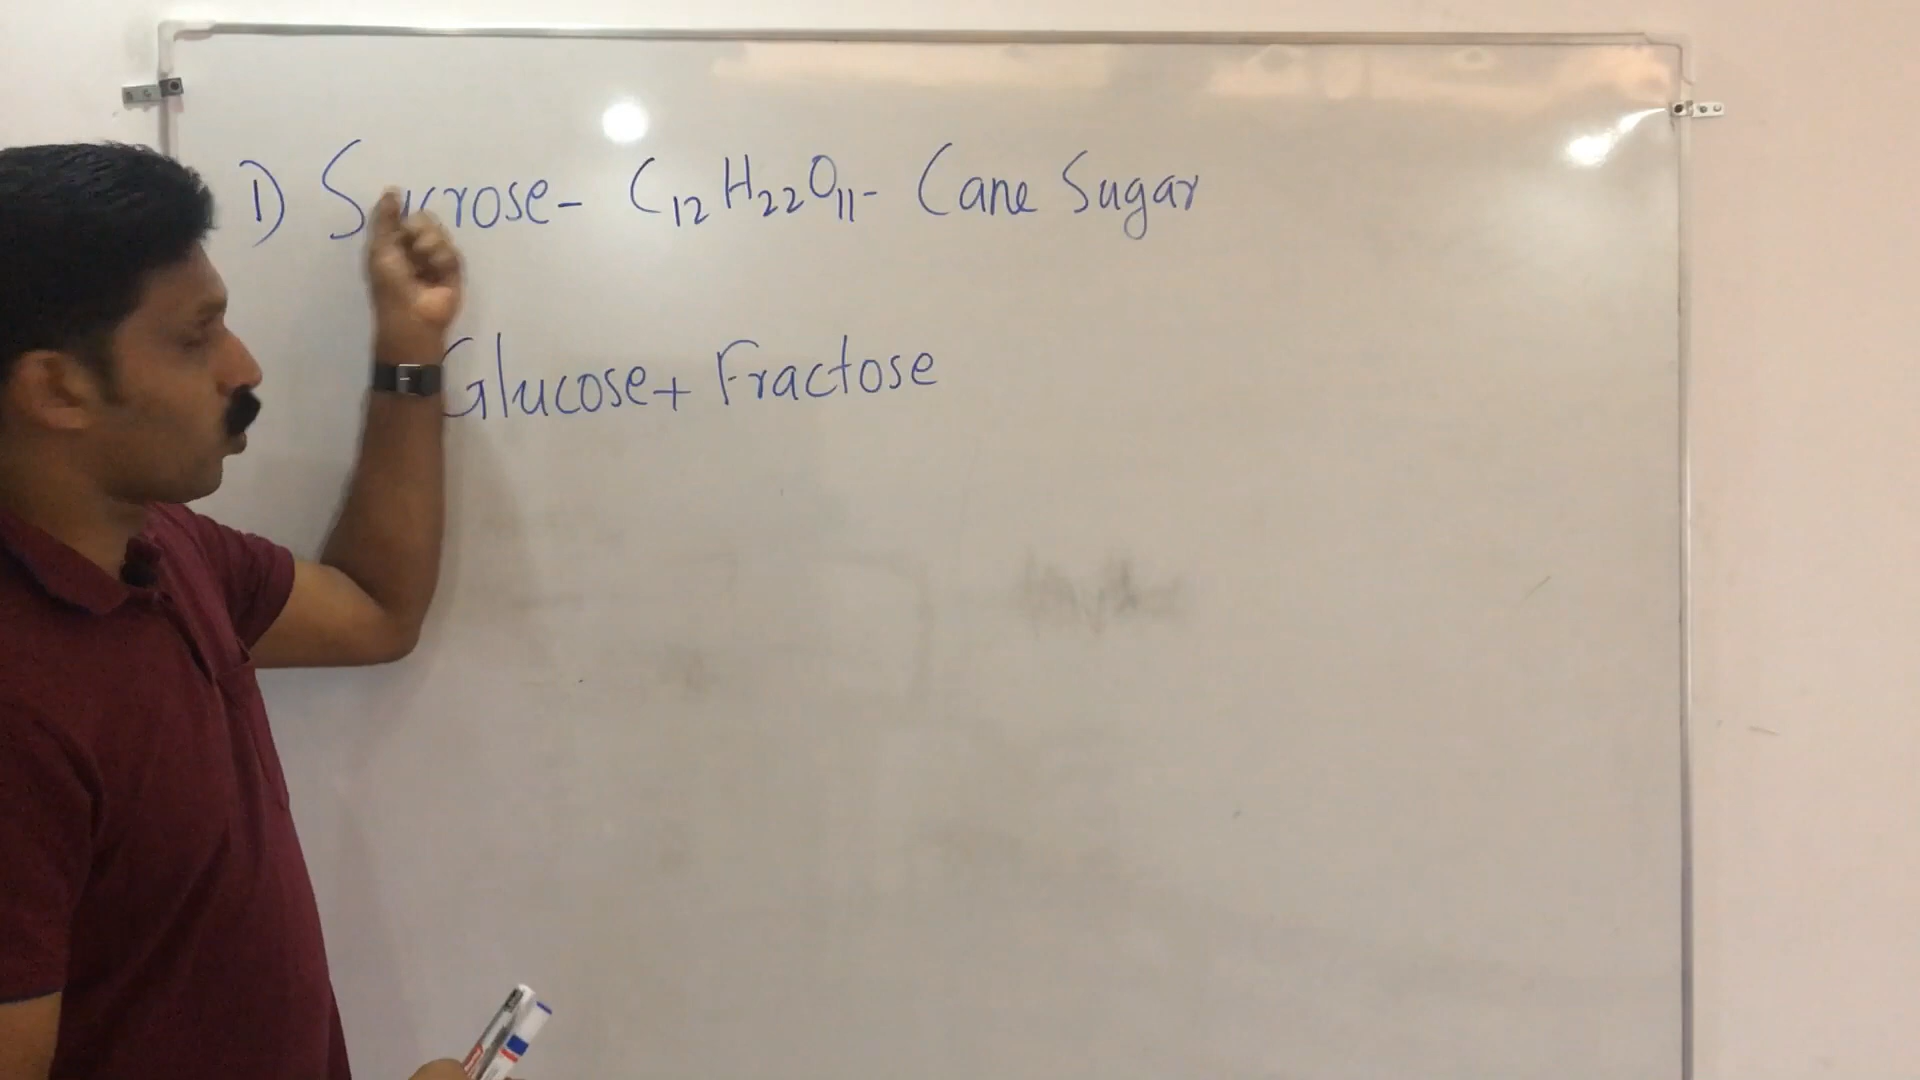 1) Sucrose - C₁₂H₂₂O₁₁ - Cane Sugar
Glucose + Fractose